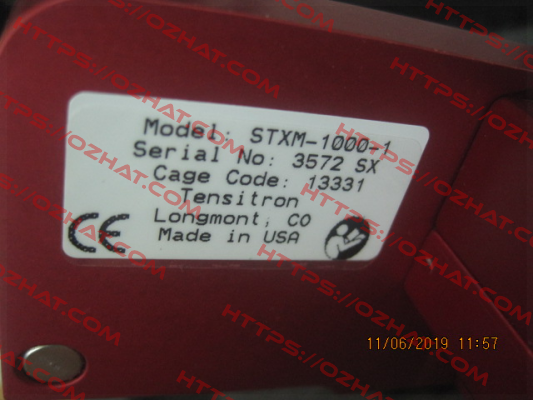 Model: STXM-1000-1
Serial No: 3572 SX
Cage Code: 13331
Tensitron
Longmont, CO
Made in USA
CE
11/06/2019 11:57
HTTPS://OZHAT.COM